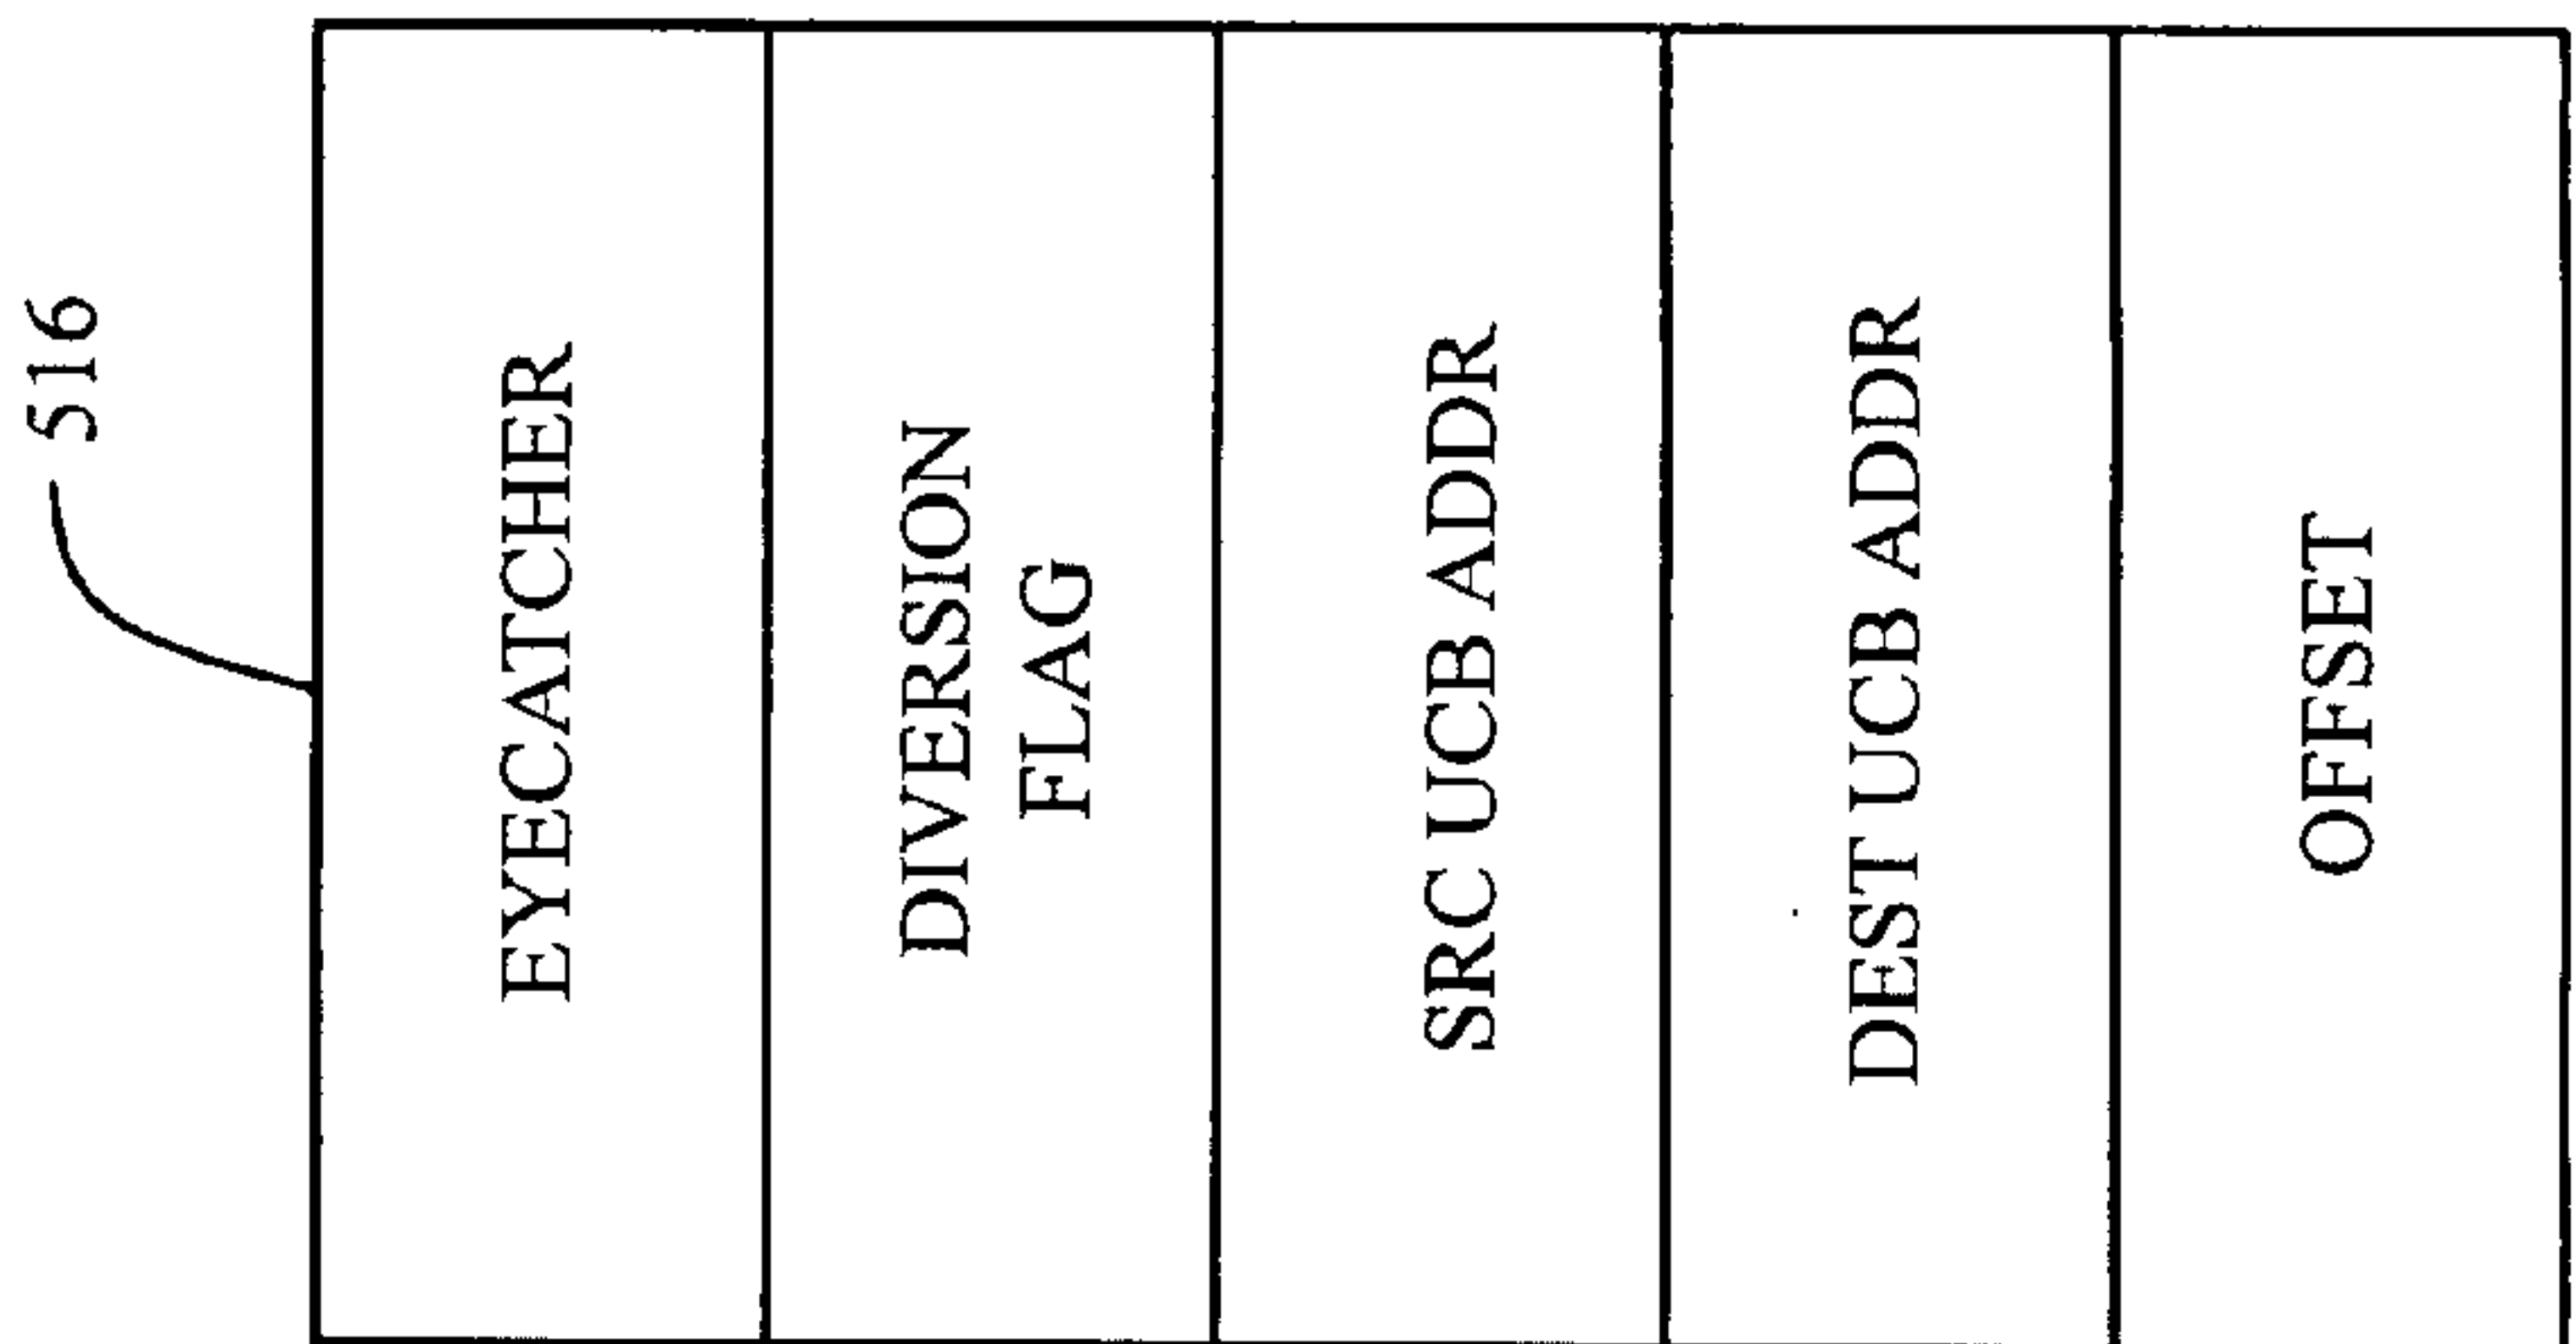 516
EYECATCHER
DIVERSION
FLAG
SRC UCB ADDR
DEST UCB ADDR
OFFSET